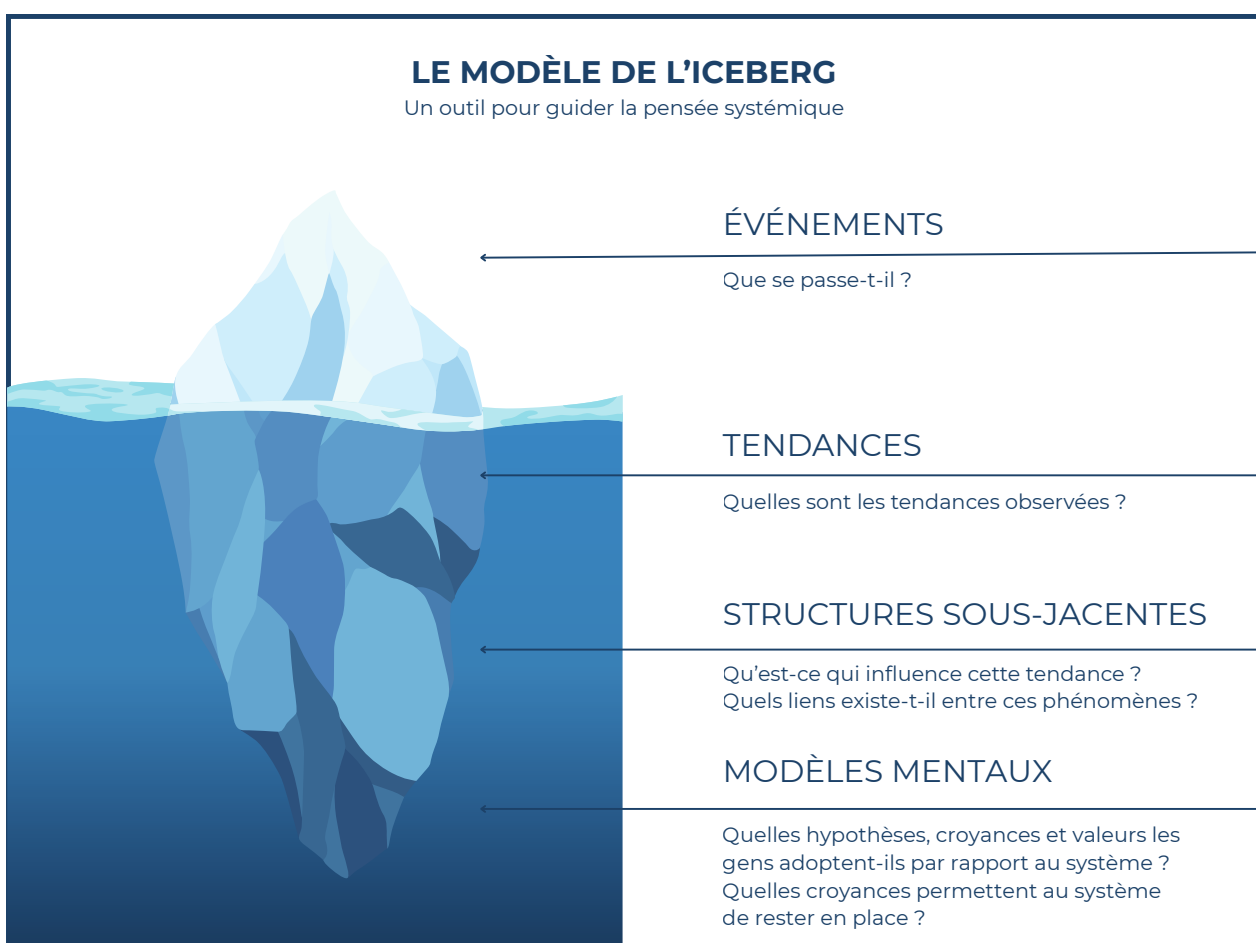 LE MODÈLE DE L’ICEBERG
Un outil pour guider la pensée systémique
ÉVÉNEMENTS
Que se passe-t-il ?
TENDANCES
Quelles sont les tendances observées ?
STRUCTURES SOUS-JACENTES
Qu’est-ce qui influence cette tendance ?
Quels liens existe-t-il entre ces phénomènes ?
MODÈLES MENTAUX
Quelles hypothèses, croyances et valeurs les
gens adoptent-ils par rapport au système ?
Quelles croyances permettent au système
de rester en place ?